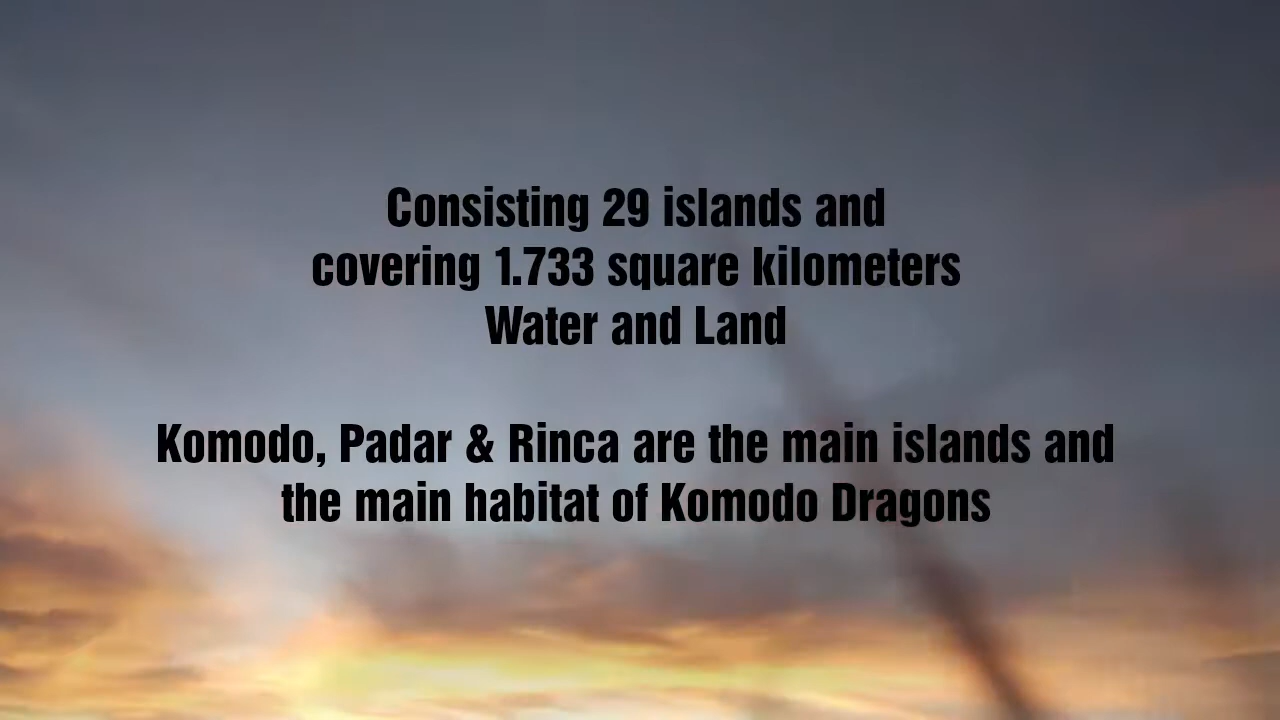 Consisting 29 islands and
covering 1.733 square kilometers
Water and Land
Komodo, Padar & Rinca are the main islands and
the main habitat of Komodo Dragons